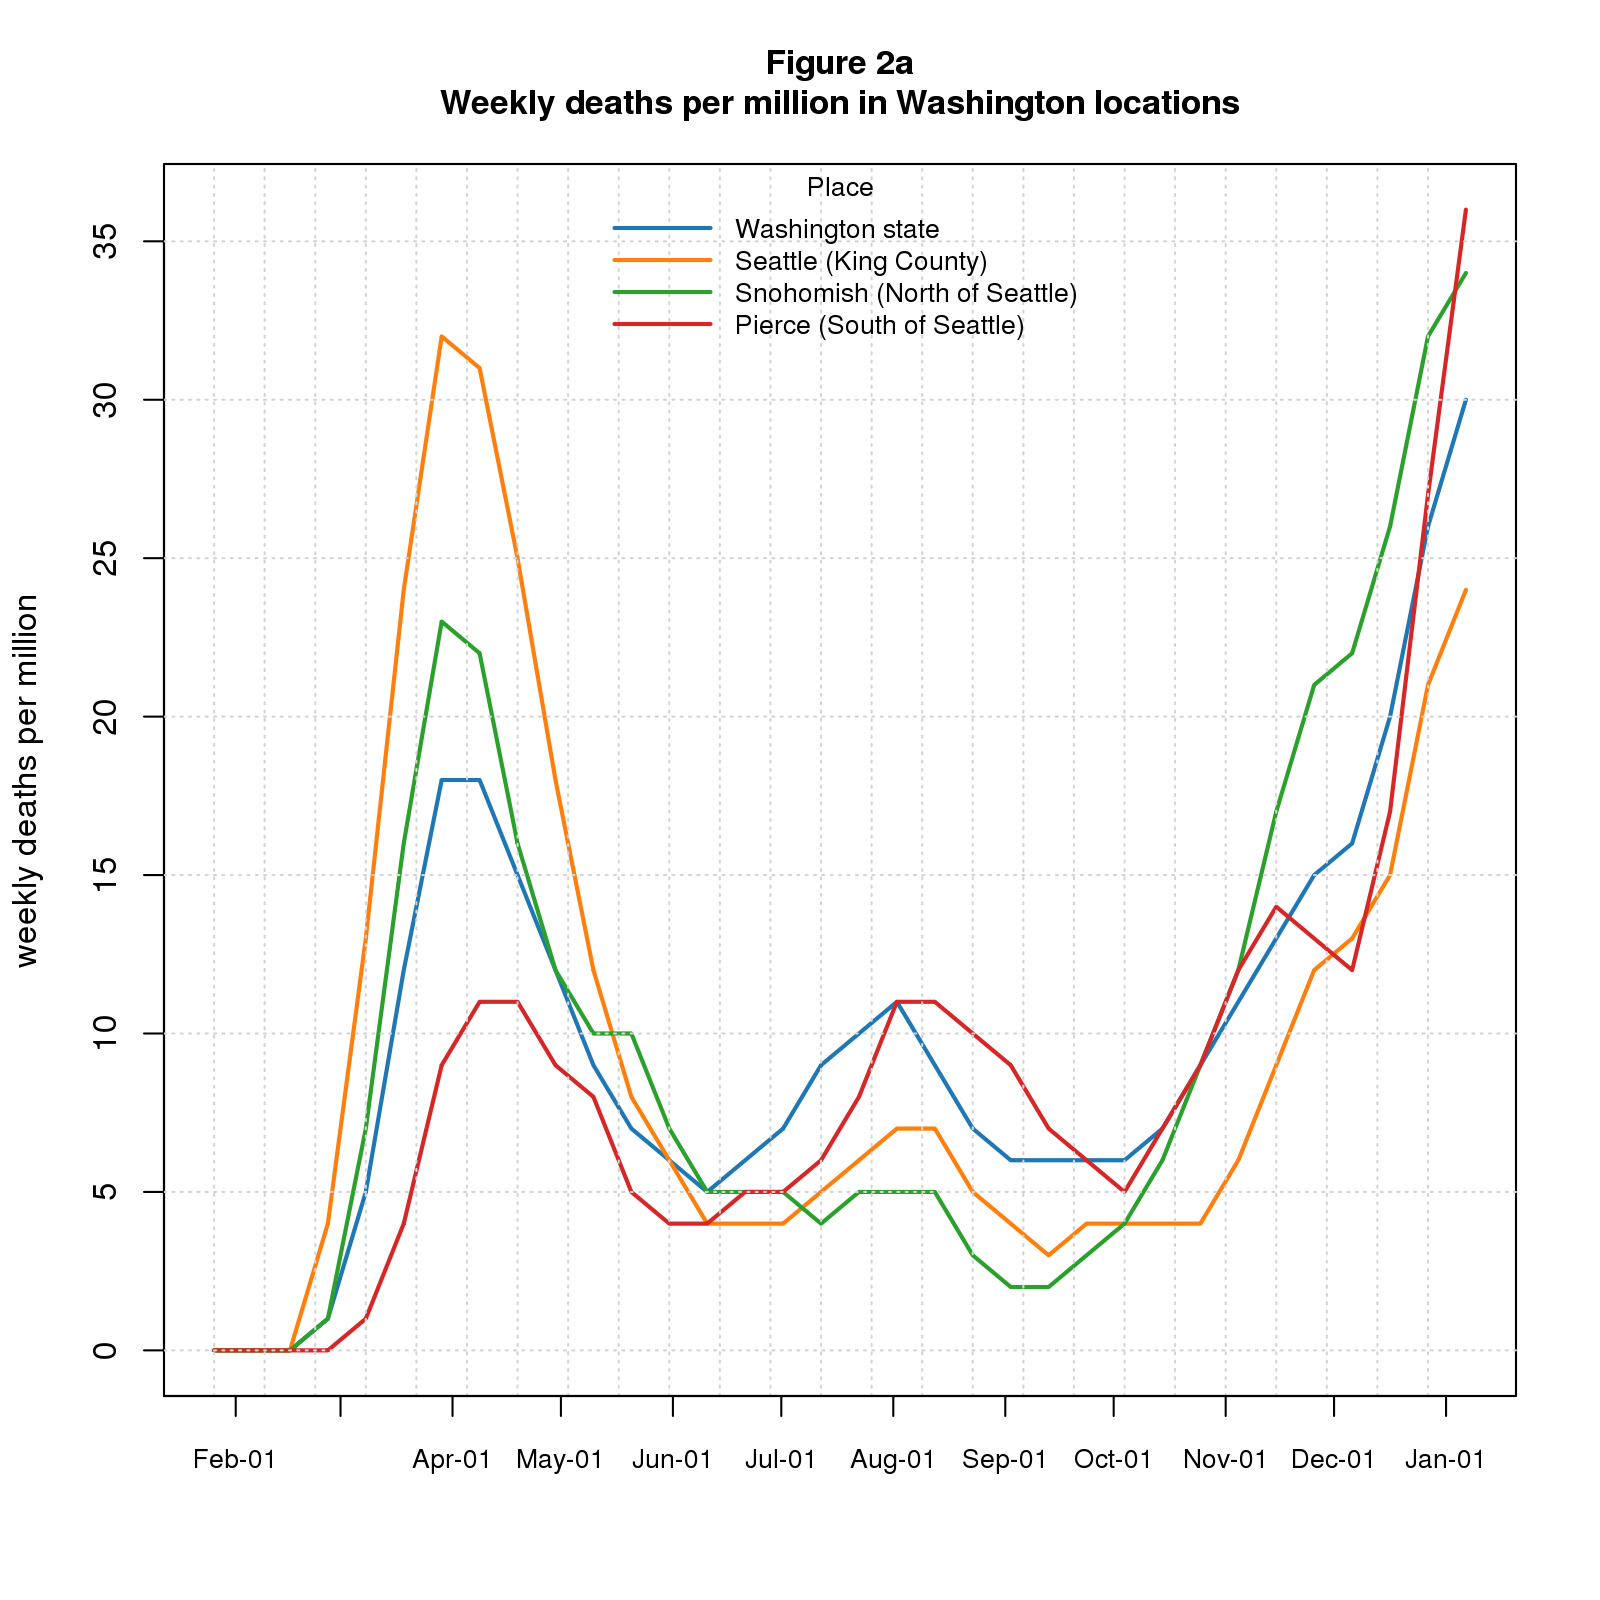 Figure 2a
Weekly deaths per million in Washington locations
Place
Washington state
Seattle (King County)
Snohomish (North of Seattle)
Pierce (South of Seattle)
weekly deaths per million
35
30
25
20
15
10
5
0
Feb-01 Apr-01 May-01 Jun-01 Jul-01 Aug-01 Sep-01 Oct-01 Nov-01 Dec-01 Jan-01